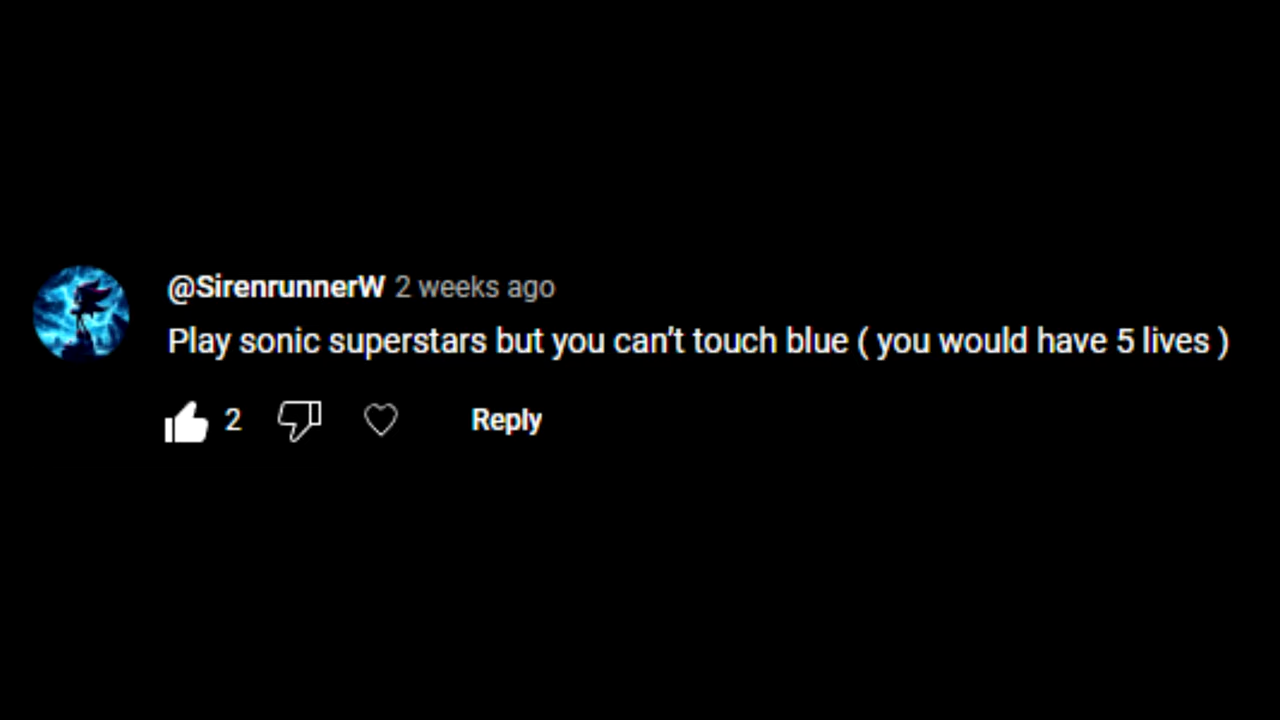 @SirenrunnerW 2 weeks ago
Play sonic superstars but you can’t touch blue ( you would have 5 lives )
2 Reply